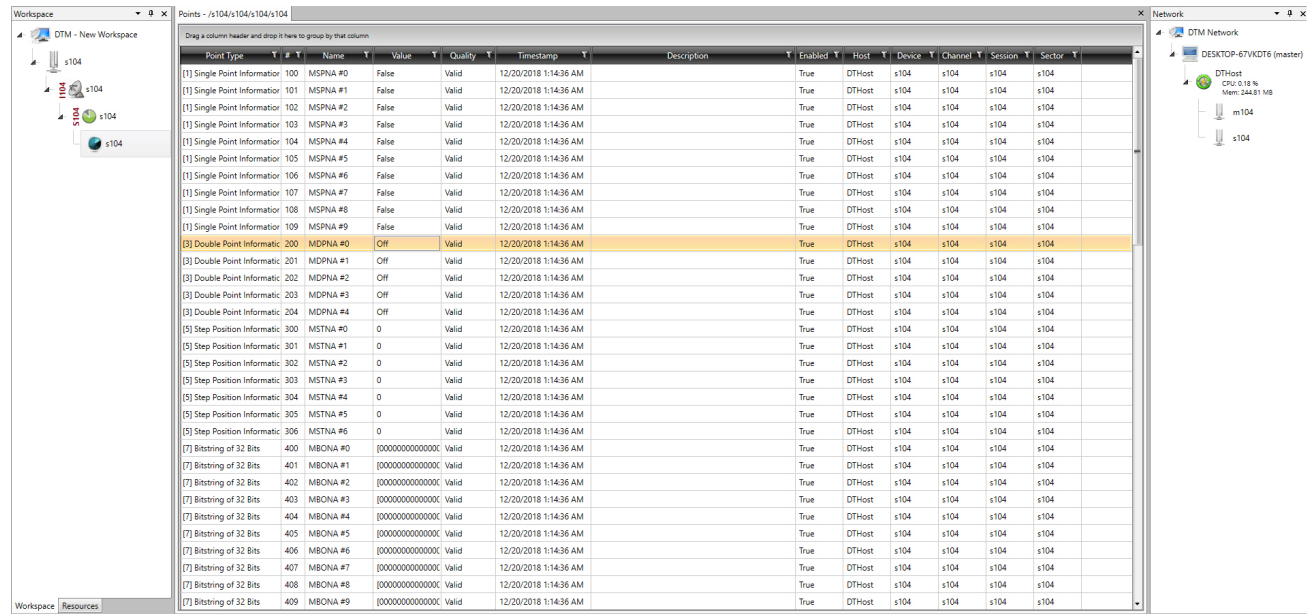 Workspace
DTM - New Workspace
s104
I104 s104
S104 s104
s104
Workspace Resources
Points - /s104/s104/s104/s104
Drag a column header and drop it here to group by that column
Point Type # Name Value Quality Timestamp Description Enabled Host Device Channel Session Sector
[1] Single Point Information 100 MSPNA #0 False Valid 12/20/2018 1:14:36 AM True DTHost s104 s104 s104 s104
[1] Single Point Information 101 MSPNA #1 False Valid 12/20/2018 1:14:36 AM True DTHost s104 s104 s104 s104
[1] Single Point Information 102 MSPNA #2 False Valid 12/20/2018 1:14:36 AM True DTHost s104 s104 s104 s104
[1] Single Point Information 103 MSPNA #3 False Valid 12/20/2018 1:14:36 AM True DTHost s104 s104 s104 s104
[1] Single Point Information 104 MSPNA #4 False Valid 12/20/2018 1:14:36 AM True DTHost s104 s104 s104 s104
[1] Single Point Information 105 MSPNA #5 False Valid 12/20/2018 1:14:36 AM True DTHost s104 s104 s104 s104
[1] Single Point Information 106 MSPNA #6 False Valid 12/20/2018 1:14:36 AM True DTHost s104 s104 s104 s104
[1] Single Point Information 107 MSPNA #7 False Valid 12/20/2018 1:14:36 AM True DTHost s104 s104 s104 s104
[1] Single Point Information 108 MSPNA #8 False Valid 12/20/2018 1:14:36 AM True DTHost s104 s104 s104 s104
[1] Single Point Information 109 MSPNA #9 False Valid 12/20/2018 1:14:36 AM True DTHost s104 s104 s104 s104
[3] Double Point Informatic 200 MDPNA #0 Off Valid 12/20/2018 1:14:36 AM True DTHost s104 s104 s104 s104
[3] Double Point Informatic 201 MDPNA #1 Off Valid 12/20/2018 1:14:36 AM True DTHost s104 s104 s104 s104
[3] Double Point Informatic 202 MDPNA #2 Off Valid 12/20/2018 1:14:36 AM True DTHost s104 s104 s104 s104
[3] Double Point Informatic 203 MDPNA #3 Off Valid 12/20/2018 1:14:36 AM True DTHost s104 s104 s104 s104
[3] Double Point Informatic 204 MDPNA #4 Off Valid 12/20/2018 1:14:36 AM True DTHost s104 s104 s104 s104
[5] Step Position Informatic 300 MSTNA #0 0 Valid 12/20/2018 1:14:36 AM True DTHost s104 s104 s104 s104
[5] Step Position Informatic 301 MSTNA #1 0 Valid 12/20/2018 1:14:36 AM True DTHost s104 s104 s104 s104
[5] Step Position Informatic 302 MSTNA #2 0 Valid 12/20/2018 1:14:36 AM True DTHost s104 s104 s104 s104
[5] Step Position Informatic 303 MSTNA #3 0 Valid 12/20/2018 1:14:36 AM True DTHost s104 s104 s104 s104
[5] Step Position Informatic 304 MSTNA #4 0 Valid 12/20/2018 1:14:36 AM True DTHost s104 s104 s104 s104
[5] Step Position Informatic 305 MSTNA #5 0 Valid 12/20/2018 1:14:36 AM True DTHost s104 s104 s104 s104
[5] Step Position Informatic 306 MSTNA #6 0 Valid 12/20/2018 1:14:36 AM True DTHost s104 s104 s104 s104
[7] Bitstring of 32 Bits 400 MBONA #0 [00000000000000 Valid 12/20/2018 1:14:36 AM True DTHost s104 s104 s104 s104
[7] Bitstring of 32 Bits 401 MBONA #1 [00000000000000 Valid 12/20/2018 1:14:36 AM True DTHost s104 s104 s104 s104
[7] Bitstring of 32 Bits 402 MBONA #2 [00000000000000 Valid 12/20/2018 1:14:36 AM True DTHost s104 s104 s104 s104
[7] Bitstring of 32 Bits 403 MBONA #3 [00000000000000 Valid 12/20/2018 1:14:36 AM True DTHost s104 s104 s104 s104
[7] Bitstring of 32 Bits 404 MBONA #4 [00000000000000 Valid 12/20/2018 1:14:36 AM True DTHost s104 s104 s104 s104
[7] Bitstring of 32 Bits 405 MBONA #5 [00000000000000 Valid 12/20/2018 1:14:36 AM True DTHost s104 s104 s104 s104
[7] Bitstring of 32 Bits 406 MBONA #6 [00000000000000 Valid 12/20/2018 1:14:36 AM True DTHost s104 s104 s104 s104
[7] Bitstring of 32 Bits 407 MBONA #7 [00000000000000 Valid 12/20/2018 1:14:36 AM True DTHost s104 s104 s104 s104
[7] Bitstring of 32 Bits 408 MBONA #8 [00000000000000 Valid 12/20/2018 1:14:36 AM True DTHost s104 s104 s104 s104
[7] Bitstring of 32 Bits 409 MBONA #9 [00000000000000 Valid 12/20/2018 1:14:36 AM True DTHost s104 s104 s104 s104
Network
DTM Network
DESKTOP-67VKDT6 (master)
DTHost
CPU: 0.18 %
Mem: 244.81 MB
m104
s104